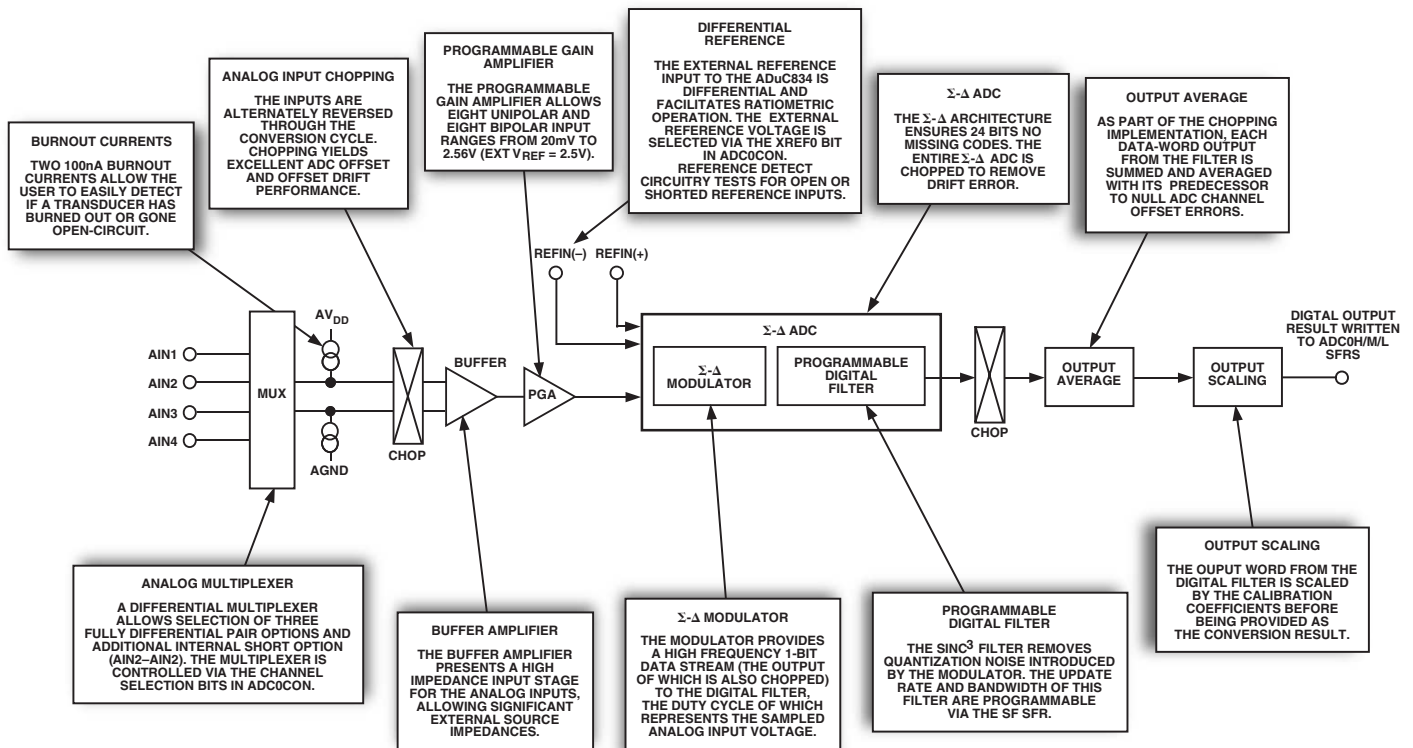 BURNOUT CURRENTS
TWO 100nA BURNOUT
CURRENTS ALLOW THE
USER TO EASILY DETECT
IF A TRANSDUCER HAS
BURNED OUT OR GONE
OPEN-CIRCUIT.
ANALOG INPUT CHOPPING
THE INPUTS ARE
ALTERNATELY REVERSED
THROUGH THE
CONVERSION CYCLE.
CHOPPING YIELDS
EXCELLENT ADC OFFSET
AND OFFSET DRIFT
PERFORMANCE.
PROGRAMMABLE GAIN
AMPLIFIER
THE PROGRAMMABLE
GAIN AMPLIFIER ALLOWS
EIGHT UNIPOLAR AND
EIGHT BIPOLAR INPUT
RANGES FROM 20mV TO
2.56V (EXT VREF = 2.5V).
DIFFERENTIAL
REFERENCE
THE EXTERNAL REFERENCE
INPUT TO THE ADuC834 IS
DIFFERENTIAL AND
FACILITATES RATIOMETRIC
OPERATION. THE EXTERNAL
REFERENCE VOLTAGE IS
SELECTED VIA THE XREF0 BIT
IN ADC0CON.
REFERENCE DETECT
CIRCUITRY TESTS FOR OPEN OR
SHORTED REFERENCE INPUTS.
Σ-Δ ADC
THE Σ-Δ ARCHITECTURE
ENSURES 24 BITS NO
MISSING CODES. THE
ENTIRE Σ-Δ ADC IS
CHOPPED TO REMOVE
DRIFT ERROR.
OUTPUT AVERAGE
AS PART OF THE CHOPPING
IMPLEMENTATION, EACH
DATA-WORD OUTPUT
FROM THE FILTER IS
SUMMED AND AVERAGED
WITH ITS PREDECESSOR
TO NULL ADC CHANNEL
OFFSET ERRORS.
REFIN(–) REFIN(+)
AIN1
AIN2
AIN3
AIN4
MUX
AVDD
AGND
CHOP
BUFFER
PGA
Σ-Δ ADC
Σ-Δ
MODULATOR
PROGRAMMABLE
DIGITAL
FILTER
CHOP
OUTPUT
AVERAGE
OUTPUT
SCALING
DIGTAL OUTPUT
RESULT WRITTEN
TO ADC0H/M/L
SFRS
ANALOG MULTIPLEXER
A DIFFERENTIAL MULTIPLEXER
ALLOWS SELECTION OF THREE
FULLY DIFFERENTIAL PAIR OPTIONS AND
ADDITIONAL INTERNAL SHORT OPTION
(AIN2–AIN2). THE MULTIPLEXER IS
CONTROLLED VIA THE CHANNEL
SELECTION BITS IN ADC0CON.
BUFFER AMPLIFIER
THE BUFFER AMPLIFIER
PRESENTS A HIGH
IMPEDANCE INPUT STAGE
FOR THE ANALOG INPUTS,
ALLOWING SIGNIFICANT
EXTERNAL SOURCE
IMPEDANCES.
Σ-Δ MODULATOR
THE MODULATOR PROVIDES
A HIGH FREQUENCY 1-BIT
DATA STREAM (THE OUTPUT
OF WHICH IS ALSO CHOPPED)
TO THE DIGITAL FILTER,
THE DUTY CYCLE OF WHICH
REPRESENTS THE SAMPLED
ANALOG INPUT VOLTAGE.
PROGRAMMABLE
DIGITAL FILTER
THE SINC3 FILTER REMOVES
QUANTIZATION NOISE INTRODUCED
BY THE MODULATOR. THE UPDATE
RATE AND BANDWIDTH OF THIS
FILTER ARE PROGRAMMABLE
VIA THE SF SFR.
OUTPUT SCALING
THE OUPUT WORD FROM THE
DIGITAL FILTER IS SCALED
BY THE CALIBRATION
COEFFICIENTS BEFORE
BEING PROVIDED AS
THE CONVERSION RESULT.